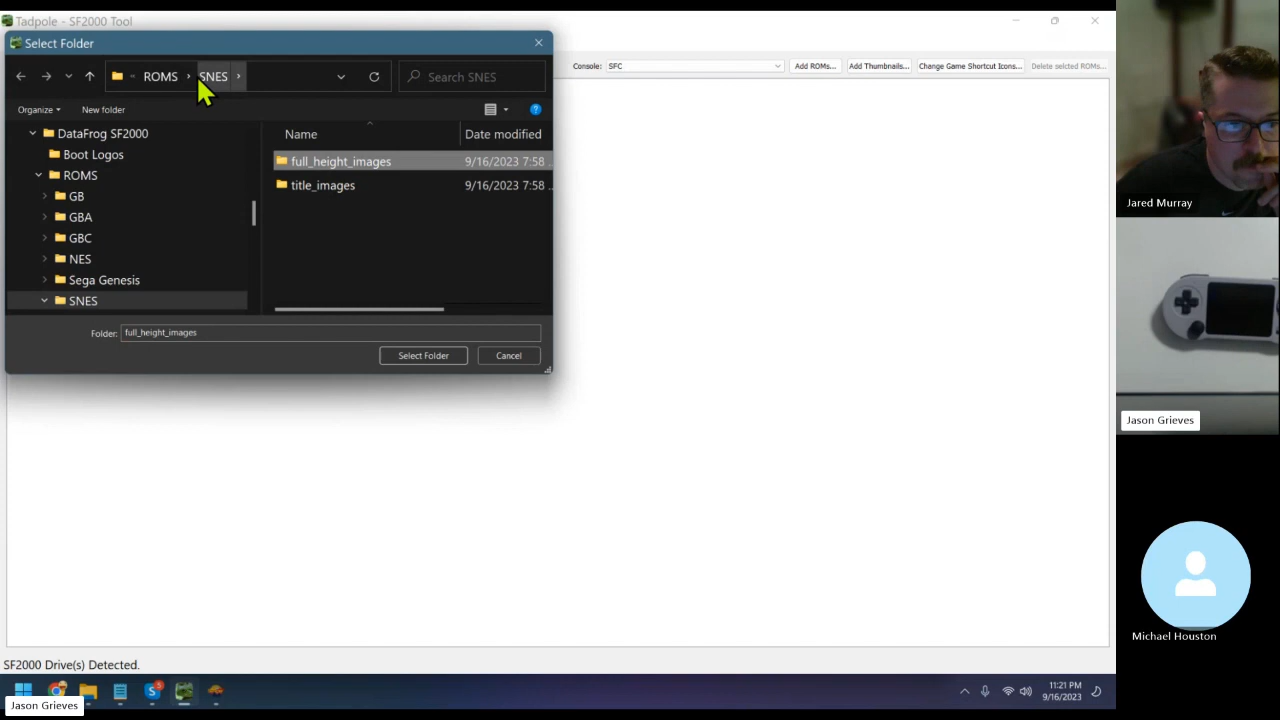 Tadpole - SF2000 Tool
Select Folder
« ROMS › SNES ›
Search SNES
Console: SFC
Add ROMs...
Add Thumbnails...
Change Game Shortcut Icons...
Delete selcted ROMs...
Organize
New folder
DataFrog SF2000
Boot Logos
ROMS
GB
GBA
GBC
NES
Sega Genesis
SNES
Name
Date modified
full_height_images
9/16/2023 7:58 ...
title_images
9/16/2023 7:58 ...
Folder: full_height_images
Select Folder
Cancel
SF2000 Drive(s) Detected.
Jared Murray
Jason Grieves
Michael Houston
5
11:21 PM
9/16/2023
Jason Grieves